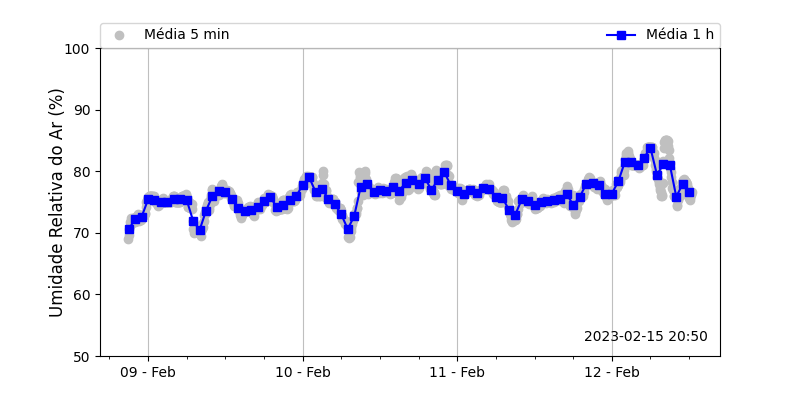 Média 5 min
Média 1 h
100
90
80
70
60
50
Umidade Relativa do Ar (%)
2023-02-15 20:50
09 - Feb
10 - Feb
11 - Feb
12 - Feb